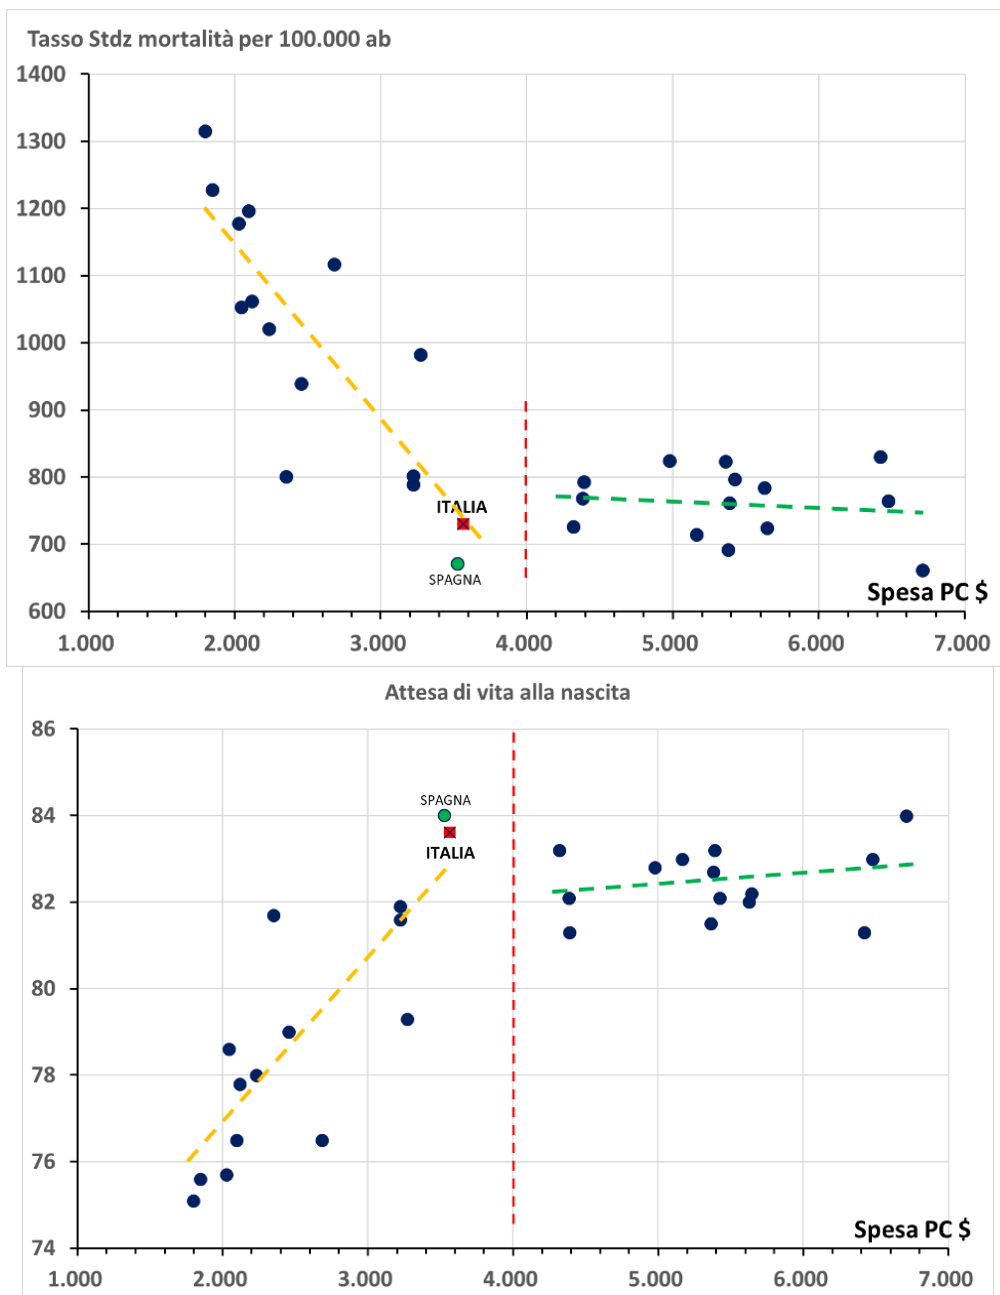 Tasso Stdz mortalità per 100.000 ab
1400
1300
1200
1100
1000
900
800
700
600
ITALIA
SPAGNA
Spesa PC $
1.000 2.000 3.000 4.000 5.000 6.000 7.000
Attesa di vita alla nascita
86
84
82
80
78
76
74
SPAGNA
ITALIA
Spesa PC $
1.000 2.000 3.000 4.000 5.000 6.000 7.000